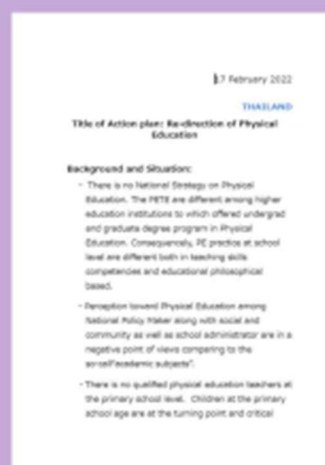 17 February 2022
THAILAND
Title of Action plan: Re-direction of Physical
Education
Background and Situation:
- There is no National Strategy on Physical
Education. The PETE are different among higher
education institutions to which offered undergrad
and graduate degree program in Physical
Education. Consequently, PE practice at school
level are different both in teaching skills
competencies and educational philosophical
based.
- Perception toward Physical Education among
National Policy Maker along with social and
community as well as school administrator are in a
negative point of views comparing to the
so-call"academic subjects".
- There is no qualified physical education teachers at
the primary school level. Children at the primary
school age are at the turning point and critical